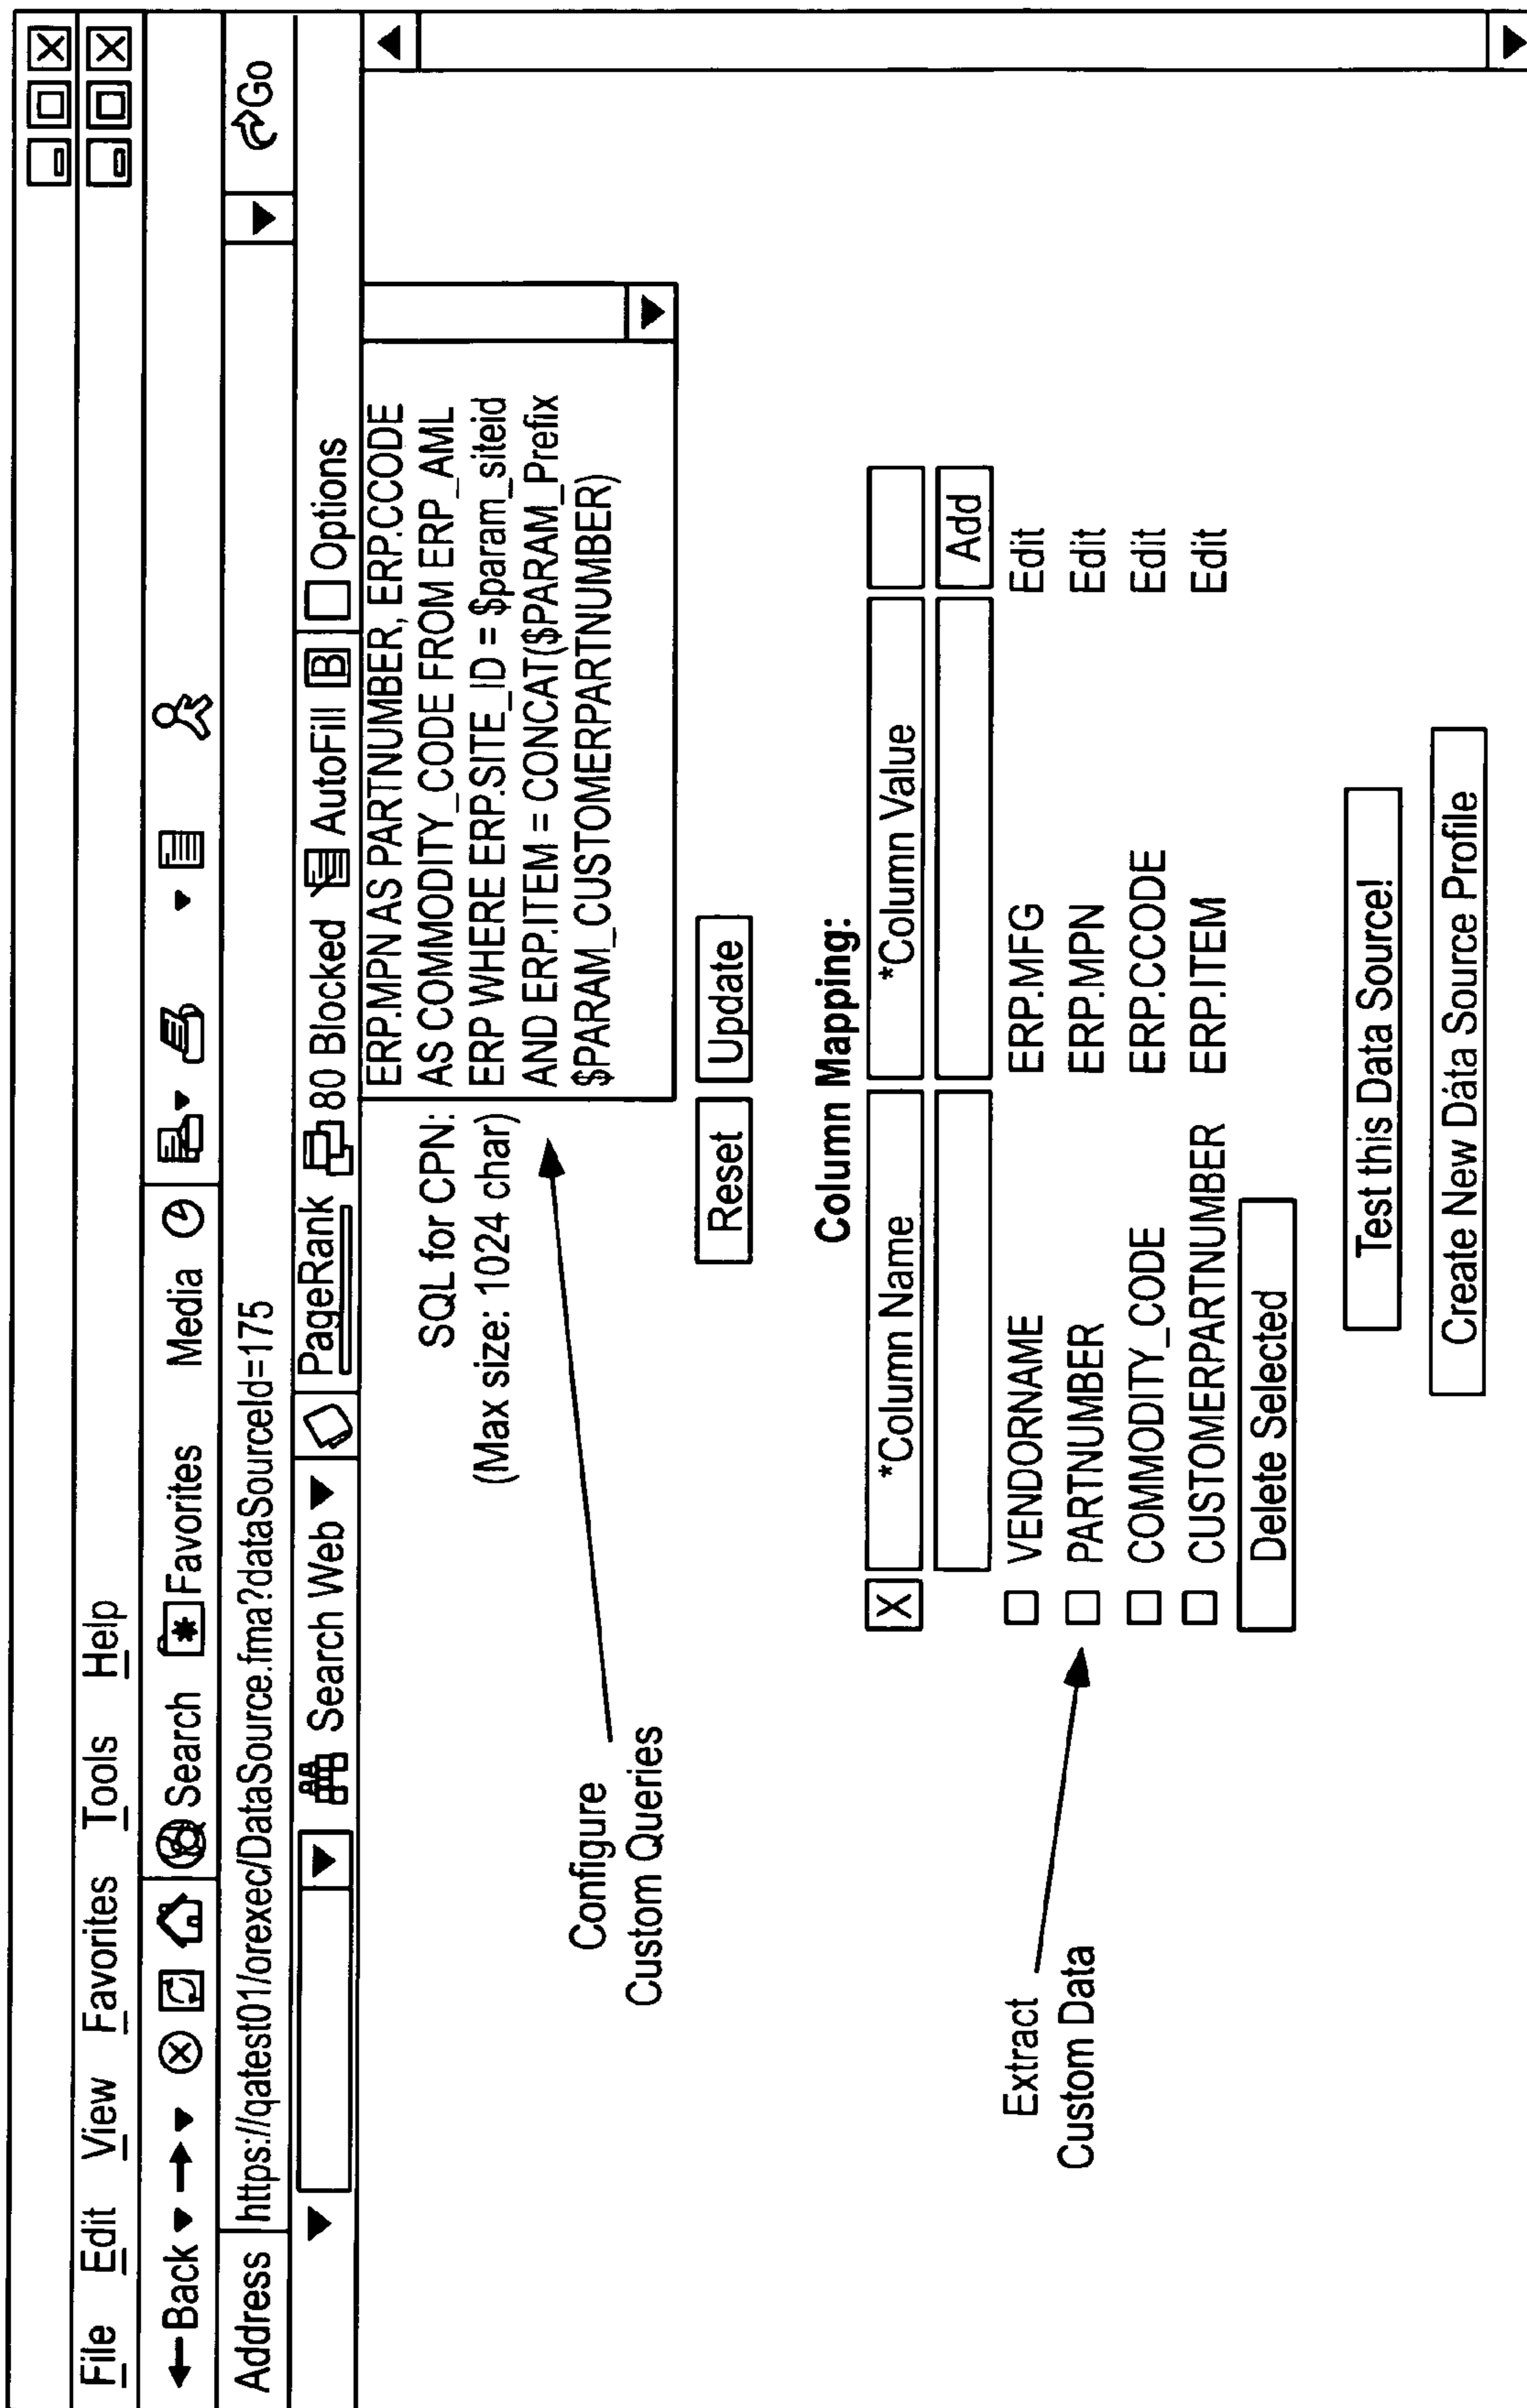 File Edit View Favorites Tools Help
Back Search Favorites Media
Address https://qatest01/orexec/DataSource.fma?dataSourceId=175 Go
Search Web PageRank 80 Blocked AutoFill B Options
SQL for CPN:
(Max size: 1024 char)
ERP.MPN AS PARTNUMBER, ERP.CCODE
AS COMMODITY_CODE FROM ERP_AML
ERP WHERE ERP.SITE_ID = $param_siteid
AND ERP.ITEM = CONCAT($PARAM_Prefix
$PARAM_CUSTOMERPARTNUMBER)
Configure
Custom Queries
Reset Update
Column Mapping:
X *Column Name *Column Value
Add
VENDORNAME ERP.MFG Edit
PARTNUMBER ERP.MPN Edit
COMMODITY_CODE ERP.CCODE Edit
CUSTOMERPARTNUMBER ERP.ITEM Edit
Extract
Custom Data
Delete Selected
Test this Data Source!
Create New Data Source Profile